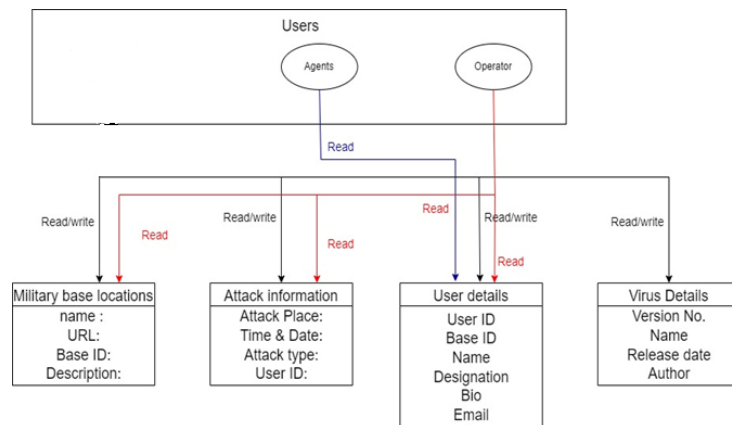 Users
Agents
Operator
Read
Read/write
Read
Read/write
Read
Read
Read/write
Read
Read/write
Military base locations
name :
URL:
Base ID:
Description:
Attack information
Attack Place:
Time & Date:
Attack type:
User ID:
User details
User ID
Base ID
Name
Designation
Bio
Email
Virus Details
Version No.
Name
Release date
Author